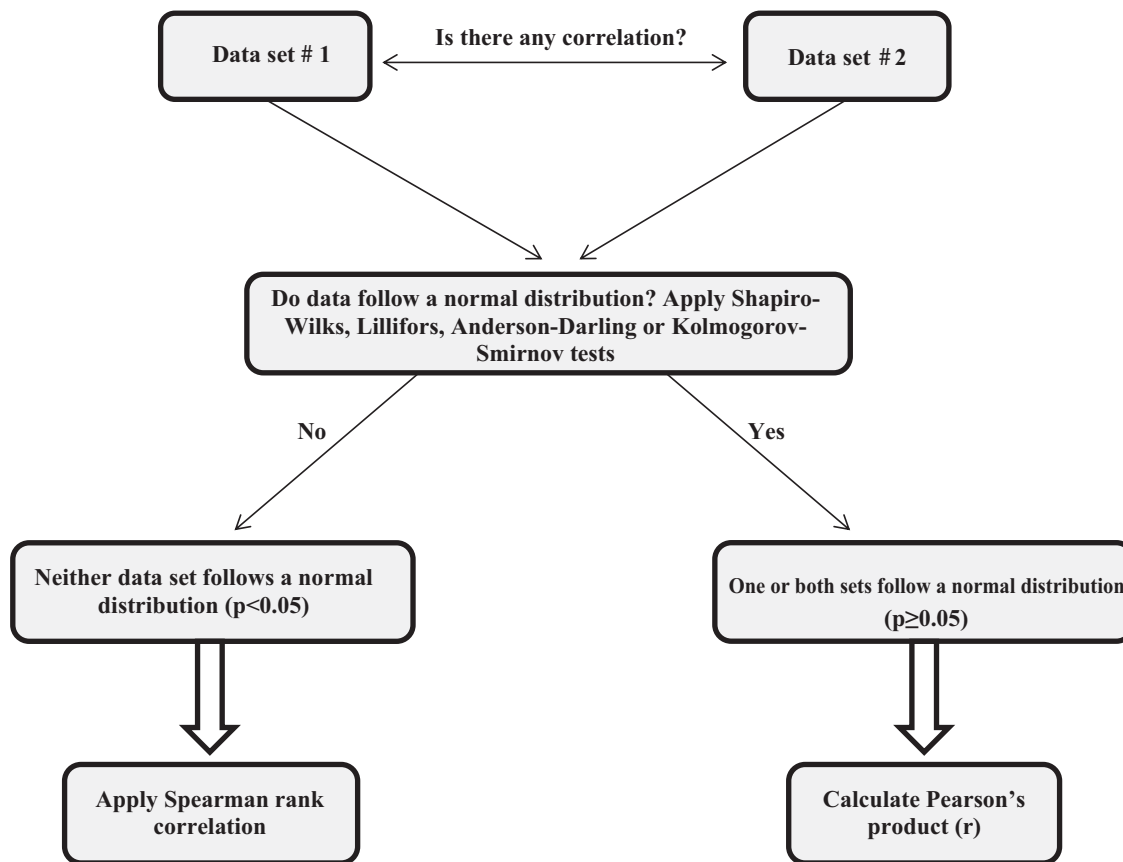 Is there any correlation?
Data set # 1
Data set # 2
Do data follow a normal distribution? Apply Shapiro-
Wilks, Lillifors, Anderson-Darling or Kolmogorov-
Smirnov tests
No
Yes
Neither data set follows a normal
distribution (p<0.05)
One or both sets follow a normal distribution
(p≥0.05)
Apply Spearman rank
correlation
Calculate Pearson’s
product (r)